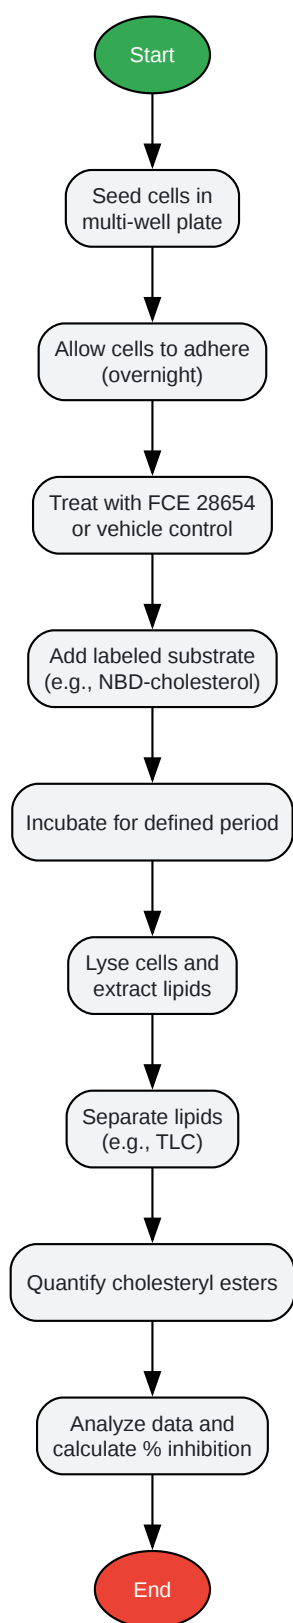 Start
Seed cells in
multi-well plate
Allow cells to adhere
(overnight)
Treat with FCE 28654
or vehicle control
Add labeled substrate
(e.g., NBD-cholesterol)
Incubate for defined period
Lyse cells and
extract lipids
Separate lipids
(e.g., TLC)
Quantify cholesteryl esters
Analyze data and
calculate % inhibition
End